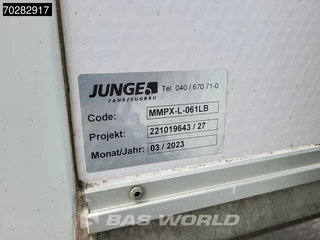 70282917
JUNGE
FAHRZEUGBAU
Tel. 040 / 670 71-0
Code: MMPX-L-061LB
Projekt: 221019643 / 27
Monat/Jahr: 03 / 2023
BAS WORLD